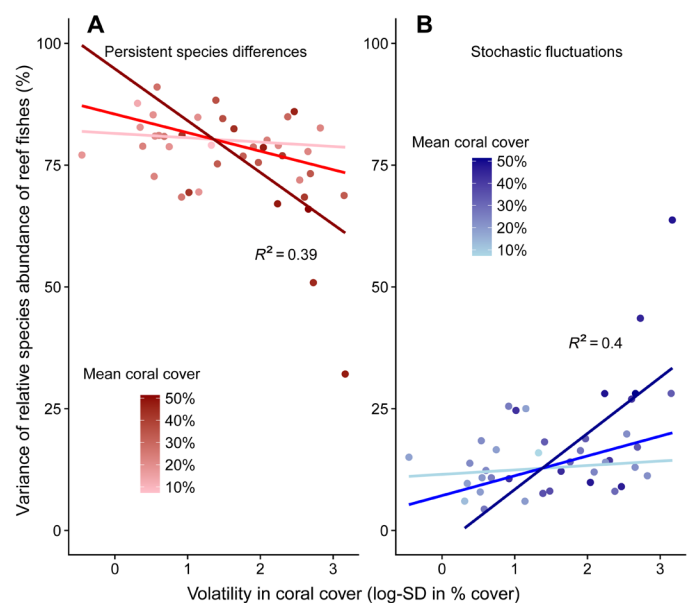 A
B
Persistent species differences
Stochastic fluctuations
Variance of relative species abundance of reef fishes (%)
100
75
50
25
0
R² = 0.39
Mean coral cover
50%
40%
30%
20%
10%
Mean coral cover
50%
40%
30%
20%
10%
R² = 0.4
100
75
50
25
0
0 1 2 3
0 1 2 3
Volatility in coral cover (log-SD in % cover)